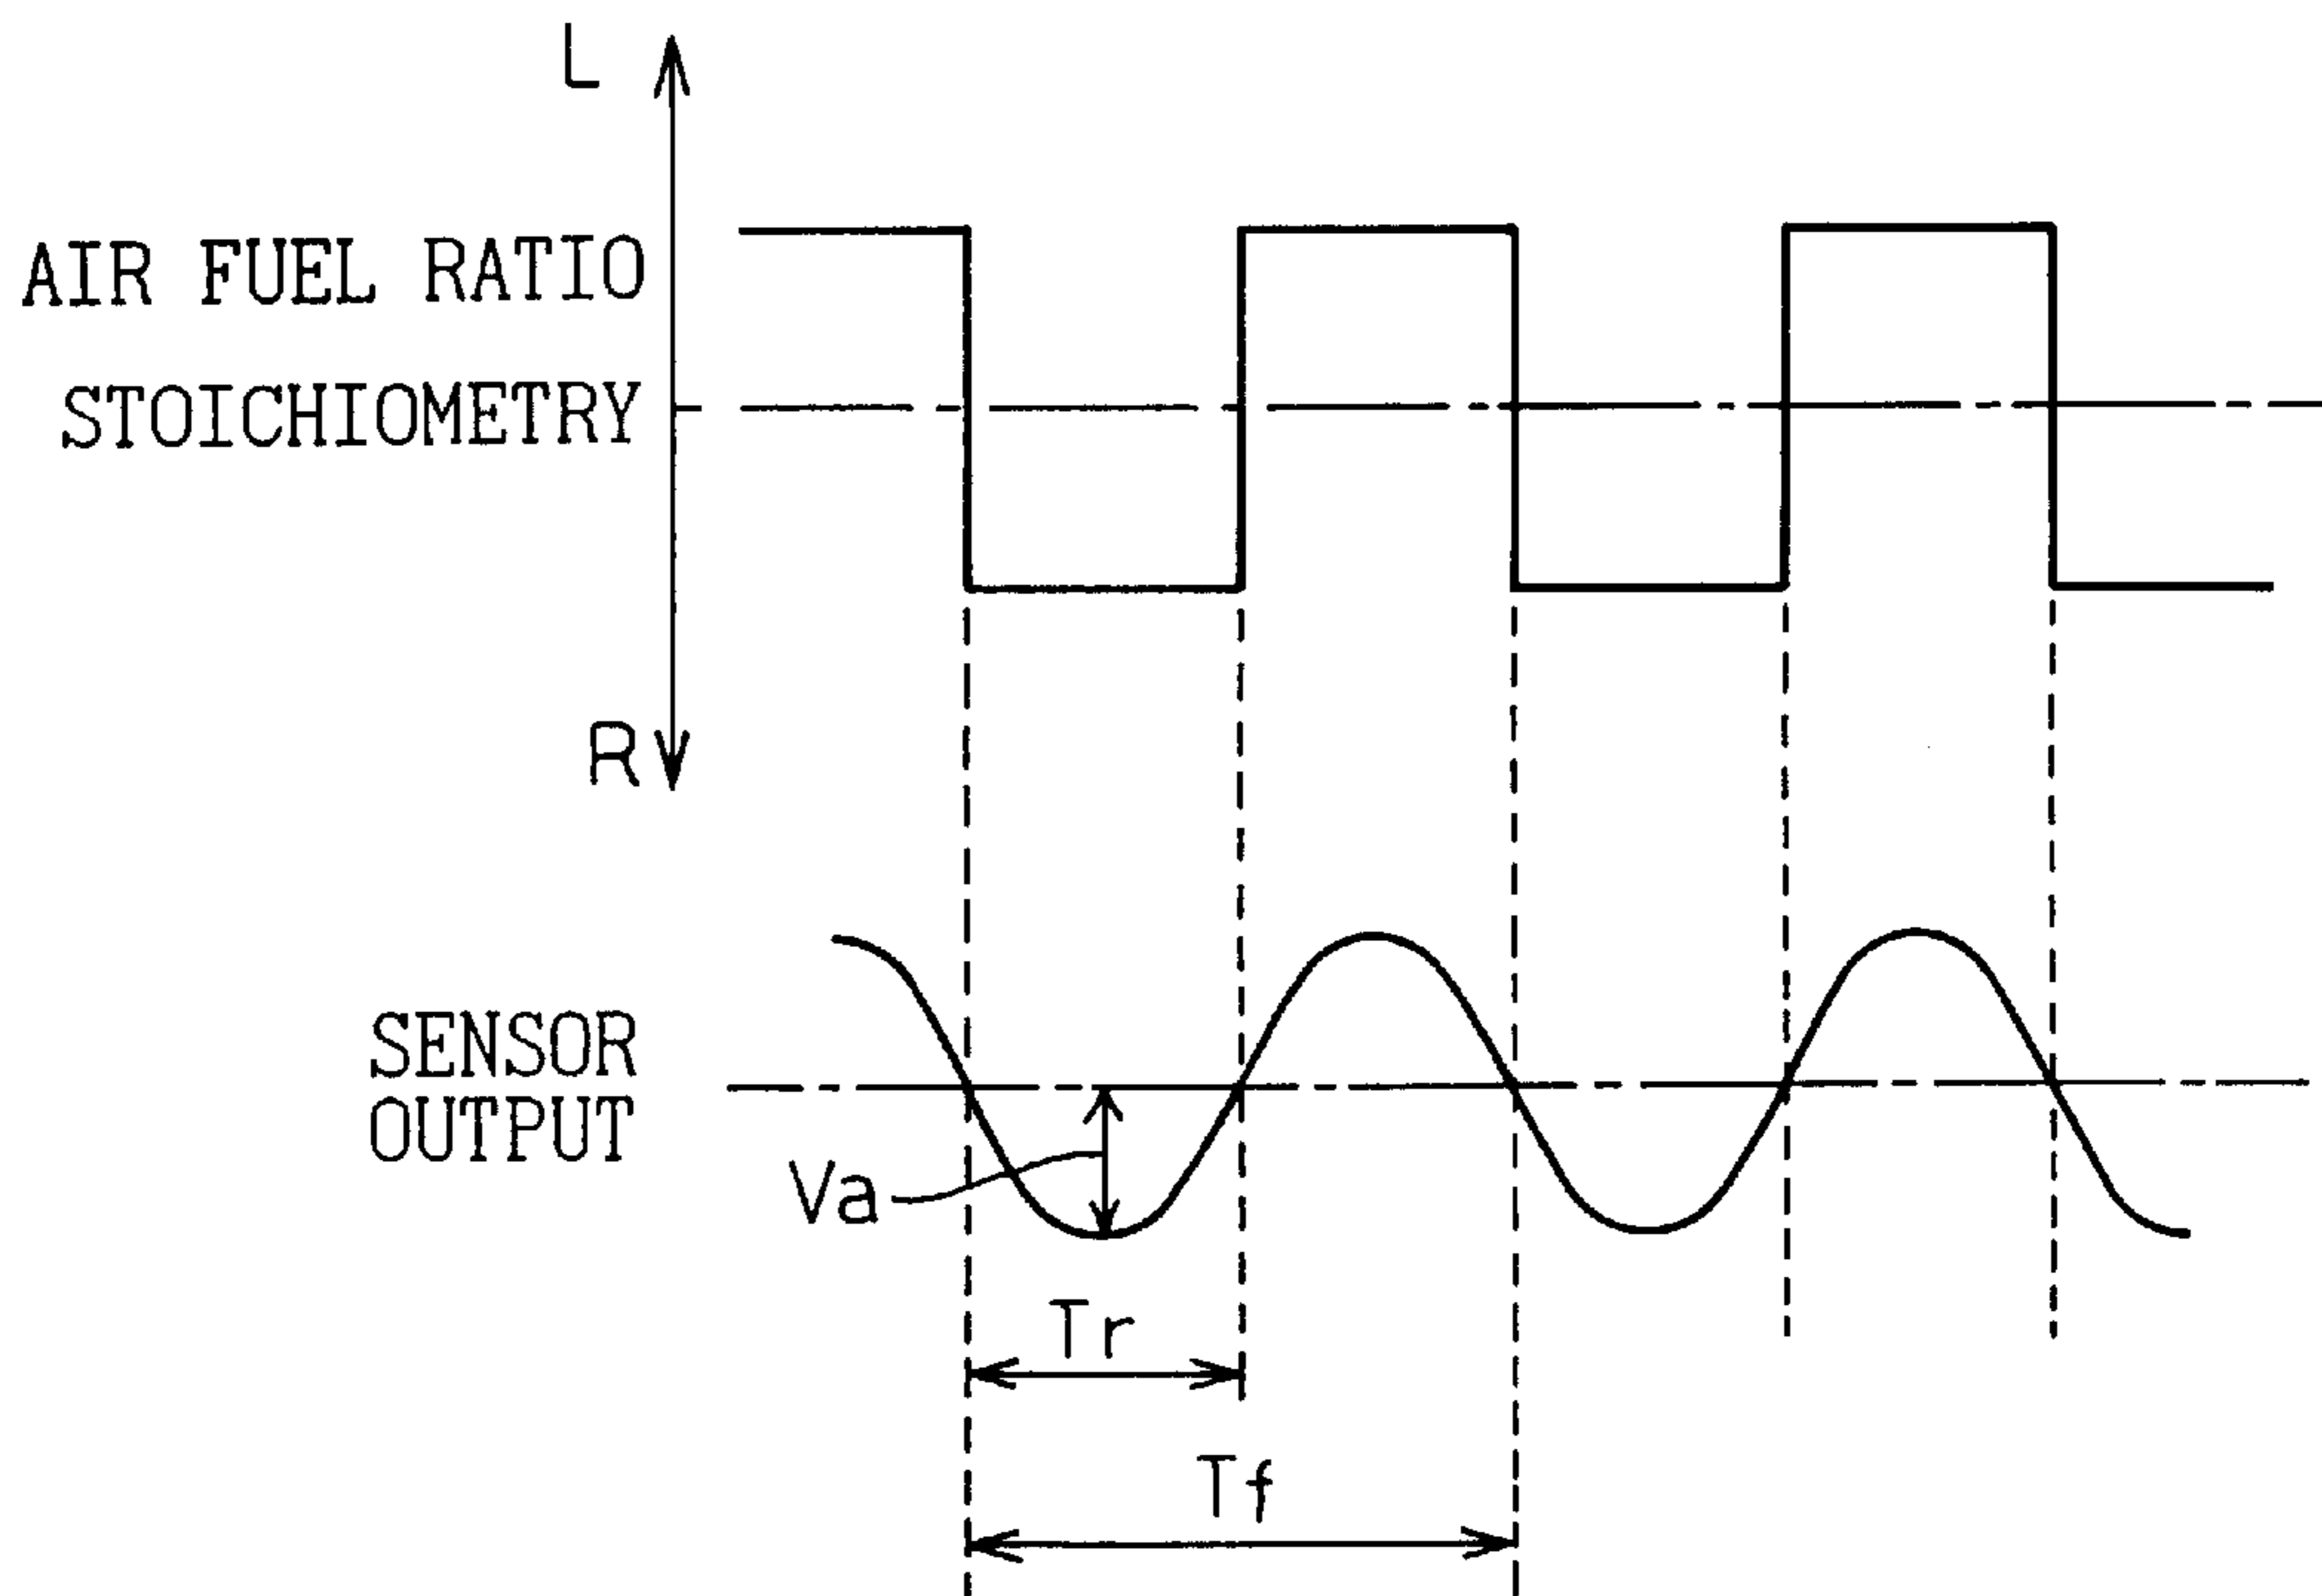 L
AIR FUEL RATIO
STOICHIOMETRY
R
SENSOR
OUTPUT
Va
Tr
Tf